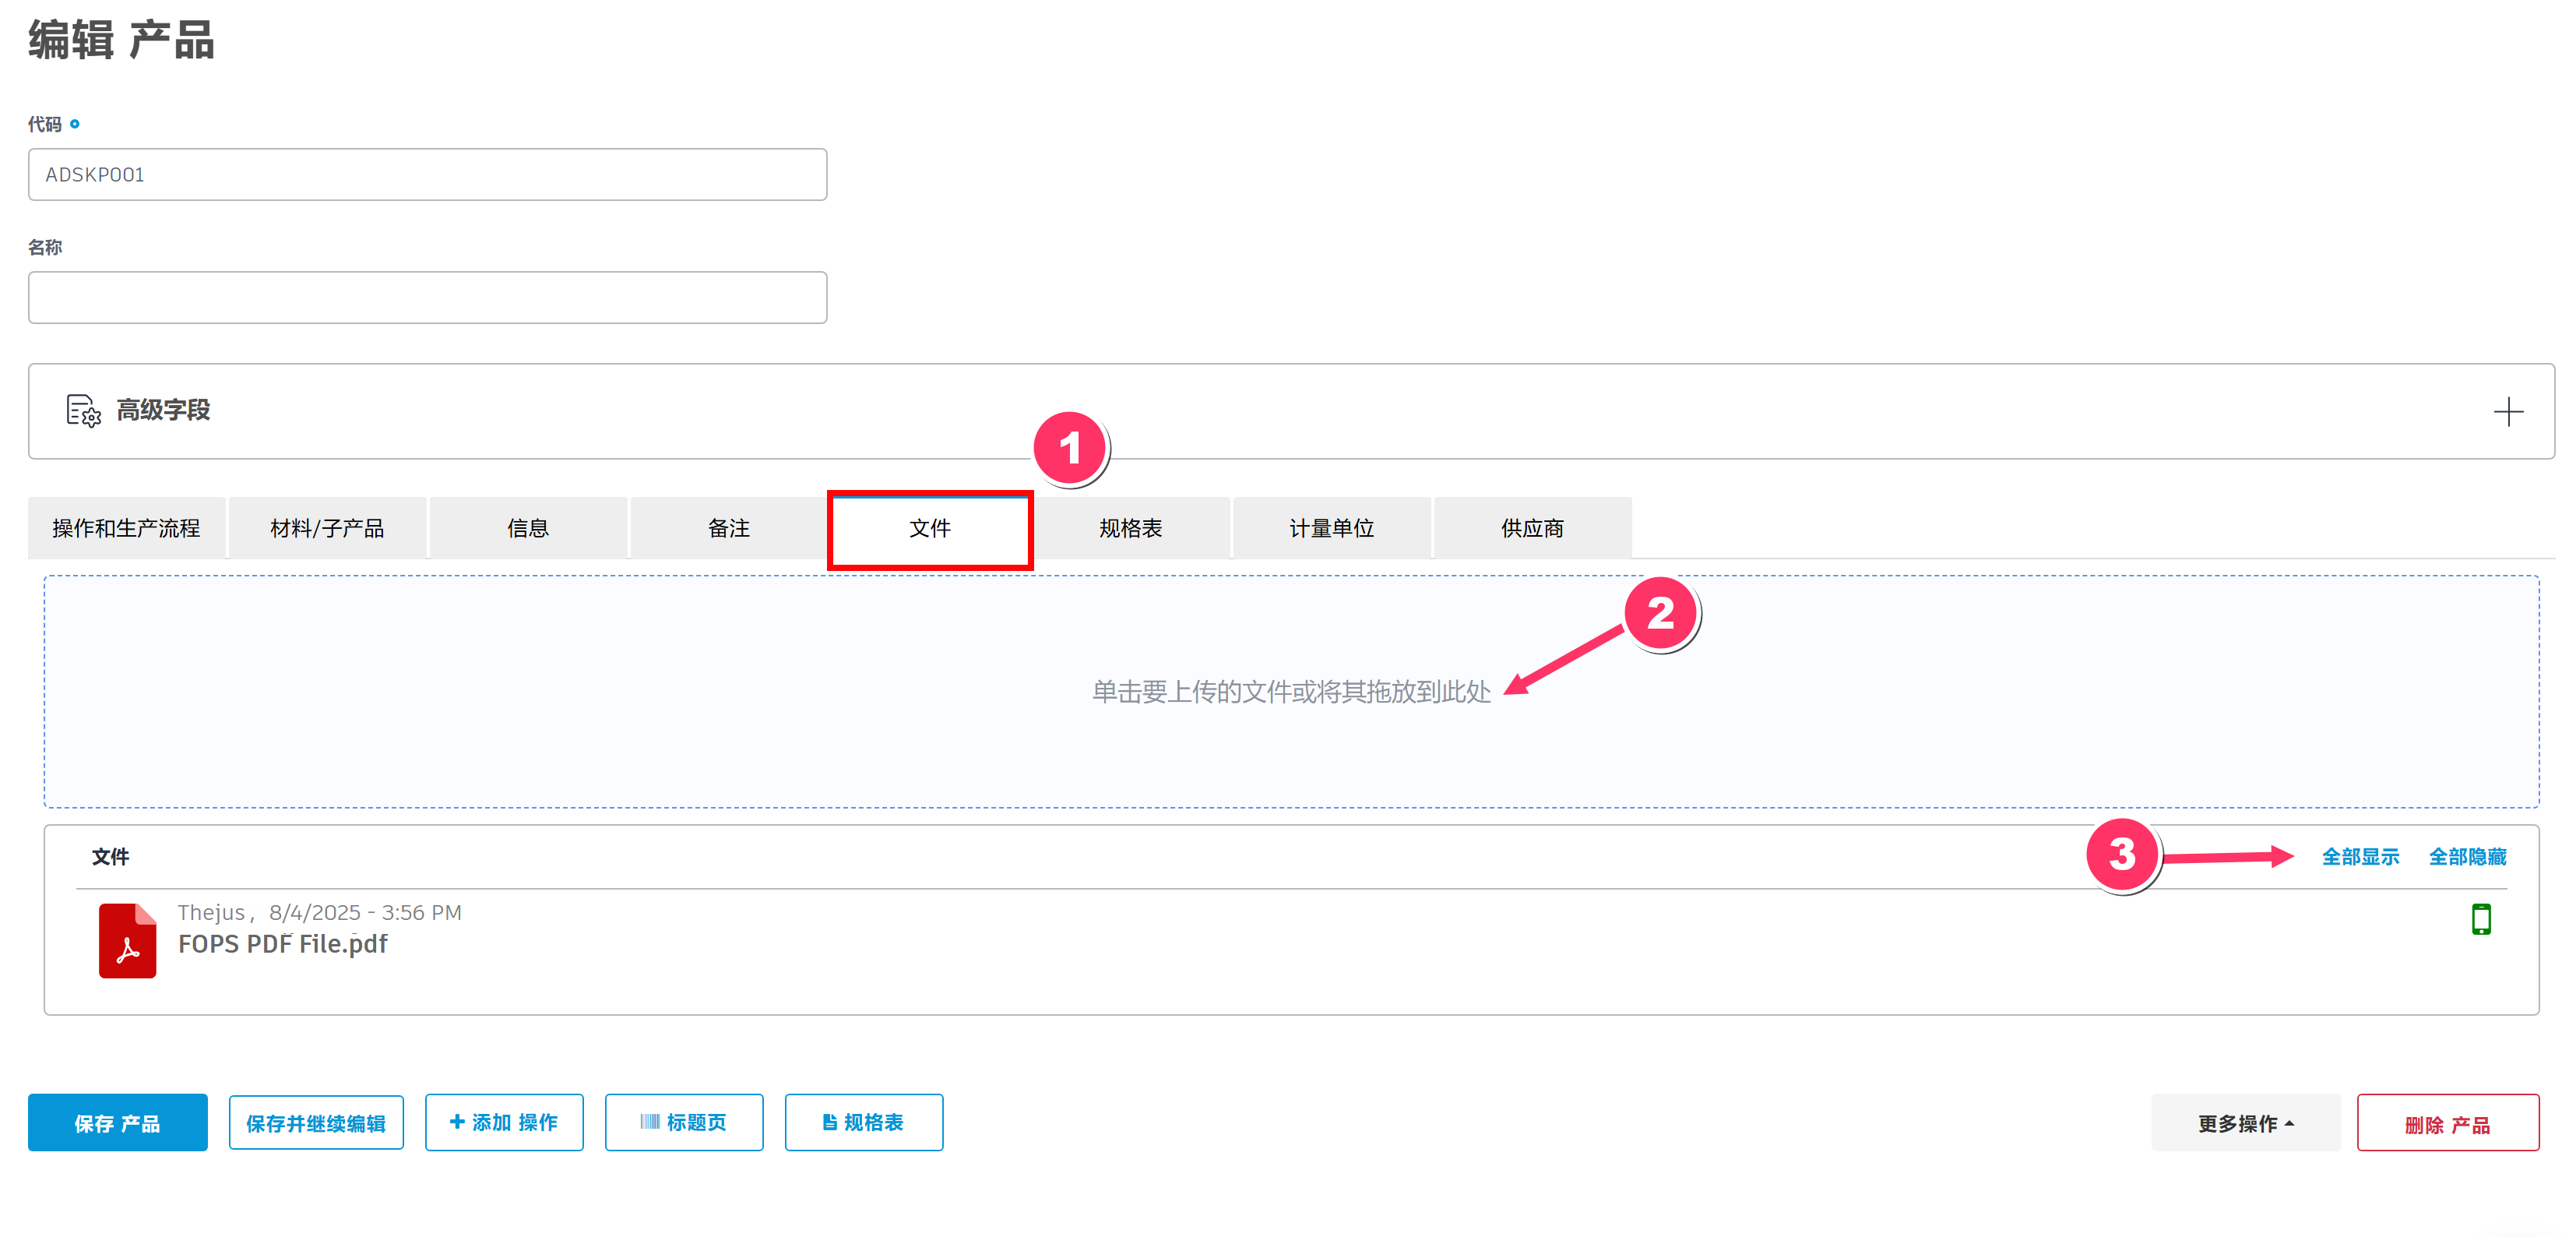 编辑 产品
代码
ADSKP001
名称
高级字段
1
操作和生产流程 材料/子产品 信息 备注 文件 规格表 计量单位 供应商
2
单击要上传的文件或将其拖放到此处
文件 3 全部显示 全部隐藏
Thejus, 8/4/2025 - 3:56 PM
FOPS PDF File.pdf
保存 产品 保存并继续编辑 + 添加 操作 标题页 规格表 更多操作 删除 产品